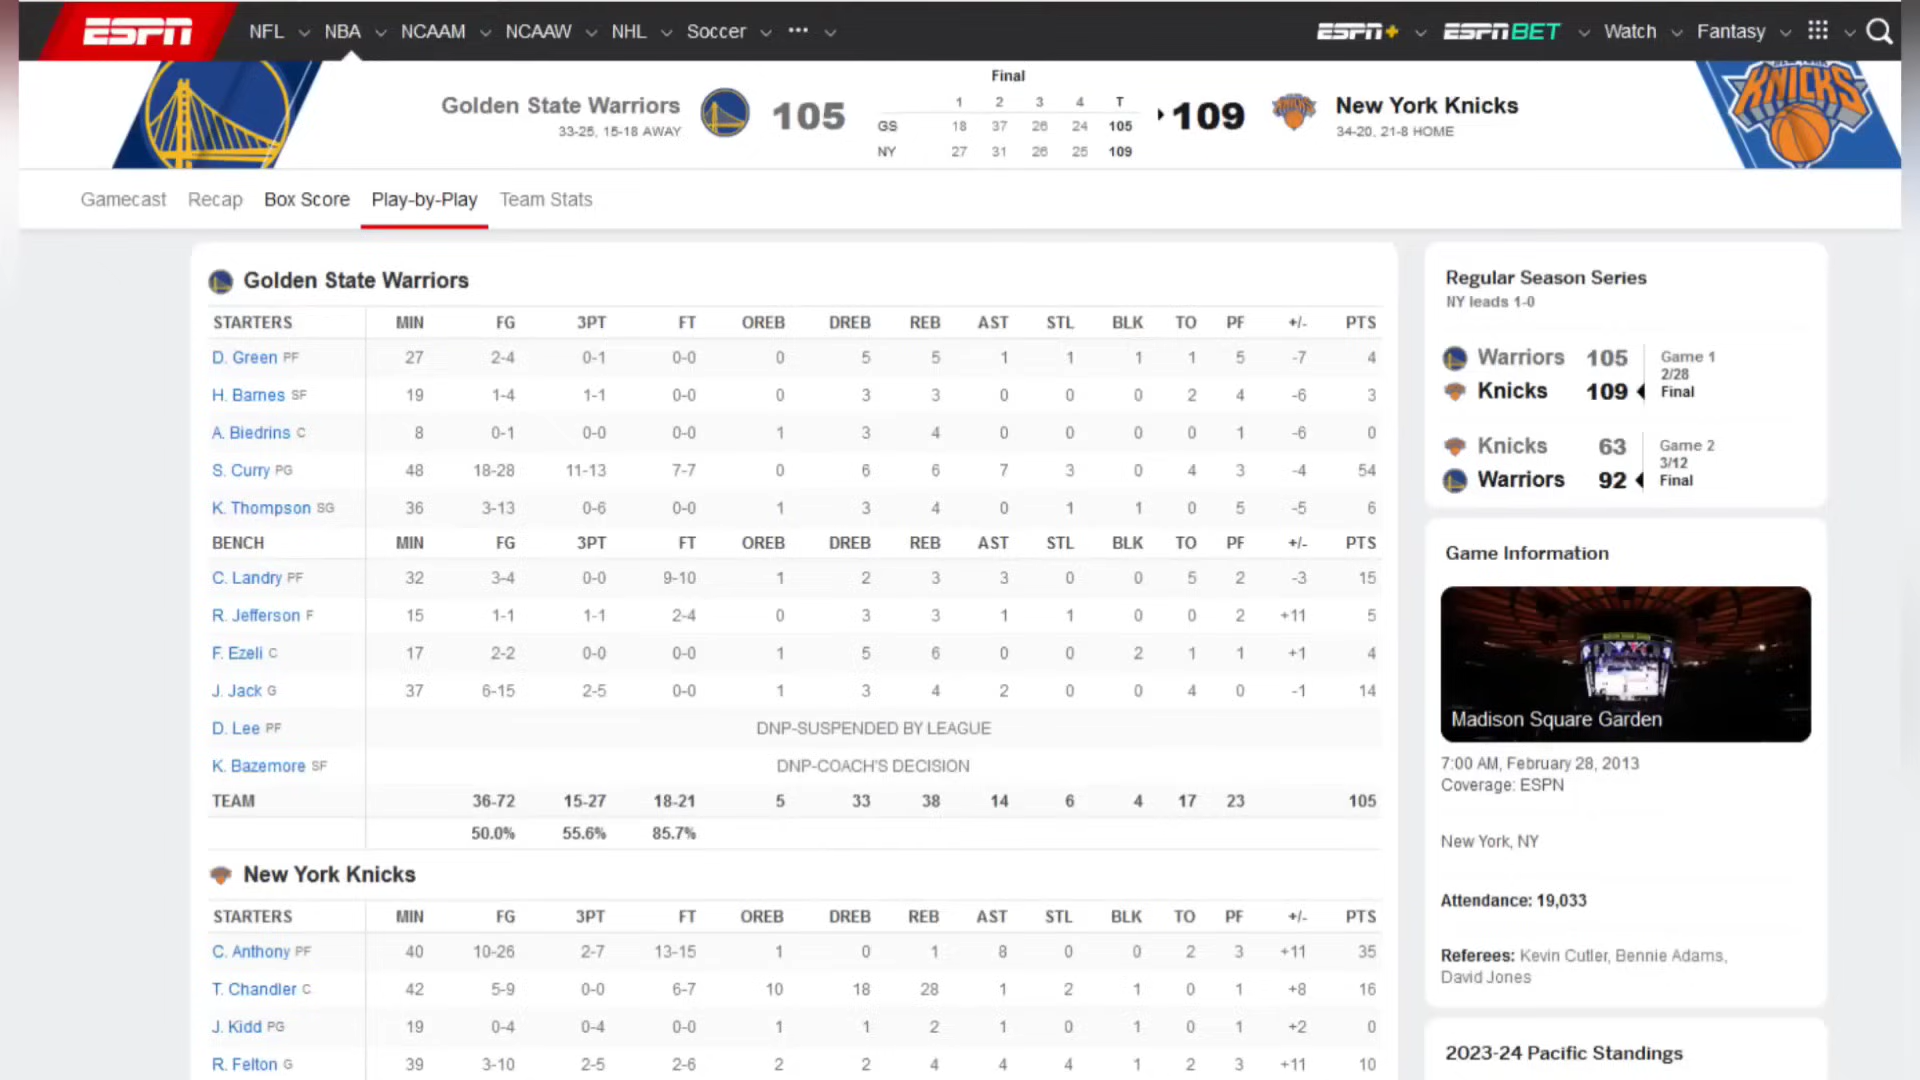 ESPN NFL NBA NCAAM NCAAW NHL Soccer ••• ESPN+ ESPN BET Watch Fantasy
Final
Golden State Warriors 105
33-25, 15-18 AWAY
1 2 3 4 T
GS 18 37 26 24 105
NY 27 31 26 25 109
109 New York Knicks
34-20, 21-8 HOME
NEW YORK KNICKS
Gamecast Recap Box Score Play-by-Play Team Stats
Golden State Warriors
STARTERS MIN FG 3PT FT OREB DREB REB AST STL BLK TO PF +/- PTS
D. Green PF 27 2-4 0-1 0-0 0 5 5 1 1 1 1 5 -7 4
H. Barnes SF 19 1-4 1-1 0-0 0 3 3 0 0 0 2 4 -6 3
A. Biedrins C 8 0-1 0-0 0-0 1 3 4 0 0 0 0 1 -6 0
S. Curry PG 48 18-28 11-13 7-7 0 6 6 7 3 0 4 3 -4 54
K. Thompson SG 36 3-13 0-6 0-0 1 3 4 0 1 1 0 5 -5 6
BENCH MIN FG 3PT FT OREB DREB REB AST STL BLK TO PF +/- PTS
C. Landry PF 32 3-4 0-0 9-10 1 2 3 3 0 0 5 2 -3 15
R. Jefferson F 15 1-1 1-1 2-4 0 3 3 1 1 0 0 2 +11 5
F. Ezeli C 17 2-2 0-0 0-0 1 5 6 0 0 2 1 1 +1 4
J. Jack G 37 6-15 2-5 0-0 1 3 4 2 0 0 4 0 -1 14
D. Lee PF DNP-SUSPENDED BY LEAGUE
K. Bazemore SF DNP-COACH'S DECISION
TEAM 36-72 15-27 18-21 5 33 38 14 6 4 17 23 105
50.0% 55.6% 85.7%
New York Knicks
STARTERS MIN FG 3PT FT OREB DREB REB AST STL BLK TO PF +/- PTS
C. Anthony PF 40 10-26 2-7 13-15 1 0 1 8 0 0 2 3 +11 35
T. Chandler C 42 5-9 0-0 6-7 10 18 28 1 2 1 0 1 +8 16
J. Kidd PG 19 0-4 0-4 0-0 1 1 2 1 0 1 0 1 +2 0
R. Felton G 39 3-10 2-5 2-6 2 2 4 4 4 1 2 3 +11 10
Regular Season Series
NY leads 1-0
Warriors 105 Game 1
2/28
Knicks 109 Final
Knicks 63 Game 2
3/12
Warriors 92 Final
Game Information
Madison Square Garden
7:00 AM, February 28, 2013
Coverage: ESPN
New York, NY
Attendance: 19,033
Referees: Kevin Cutler, Bennie Adams,
David Jones
2023-24 Pacific Standings